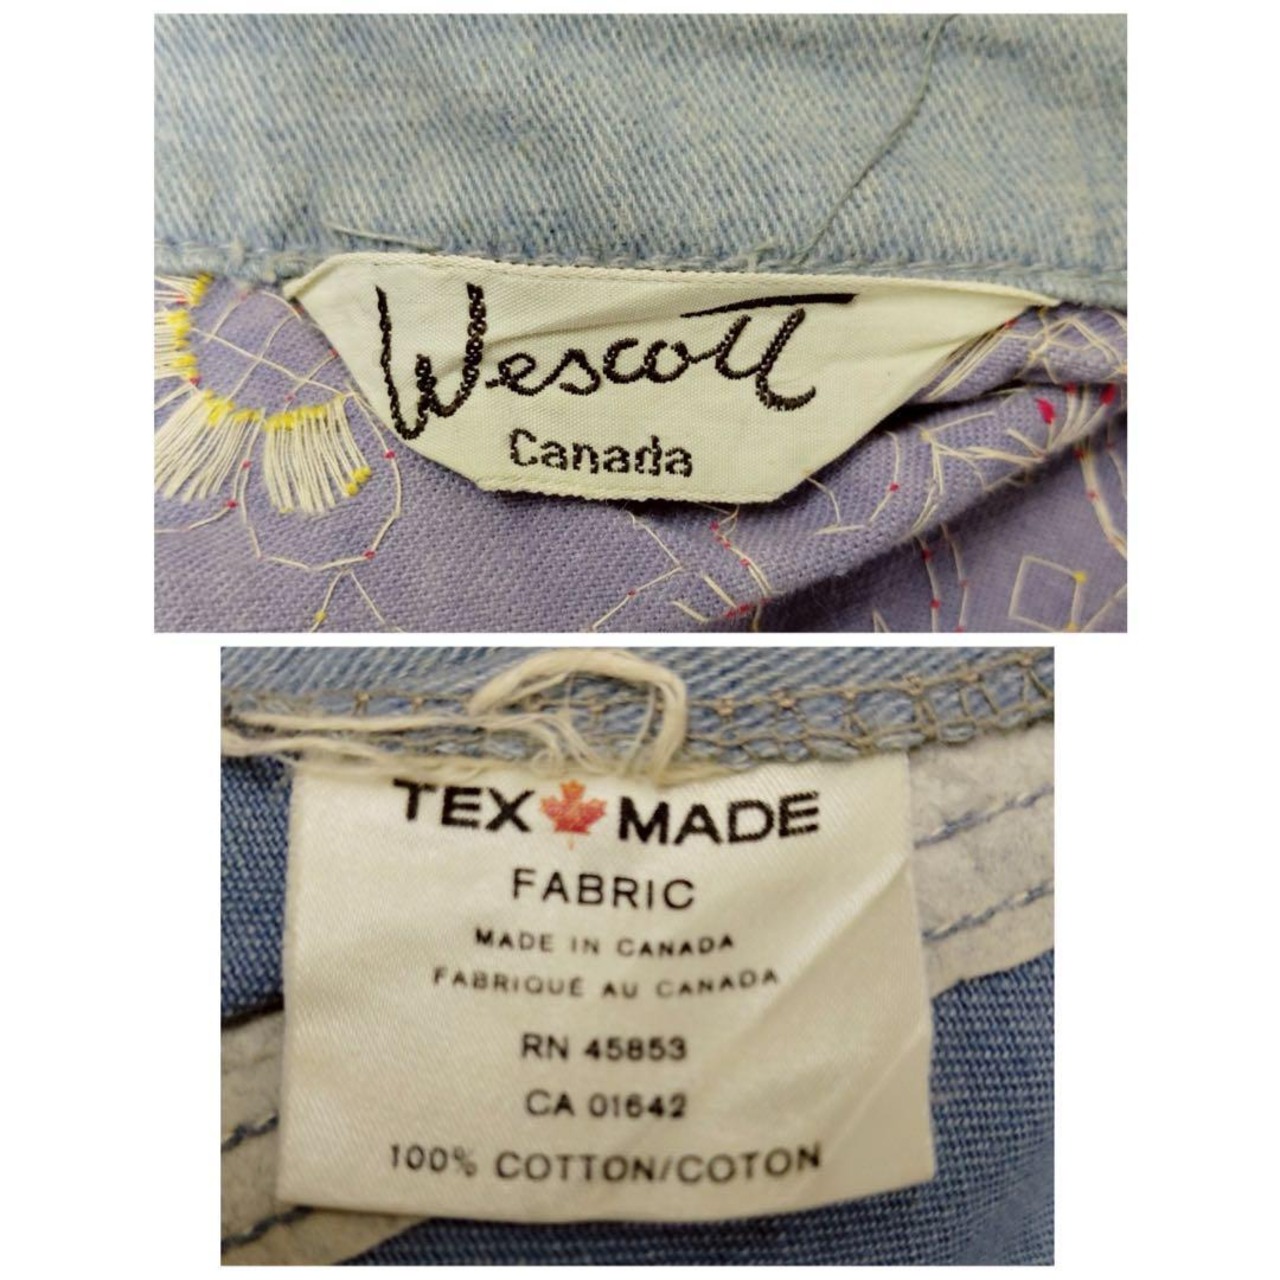 Wescott
Canada
TEX MADE
FABRIC
MADE IN CANADA
FABRIQUÉ AU CANADA
RN 45853
CA 01642
100% COTTON/COTON